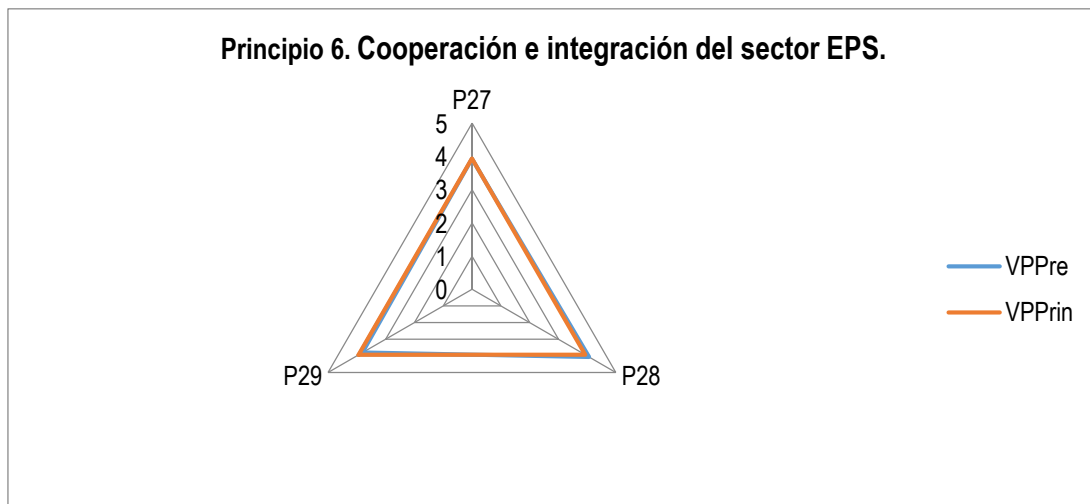 Principio 6. Cooperación e integración del sector EPS.
P27
5
4
3
2
1
0
P29
P28
VPPre
VPPrin